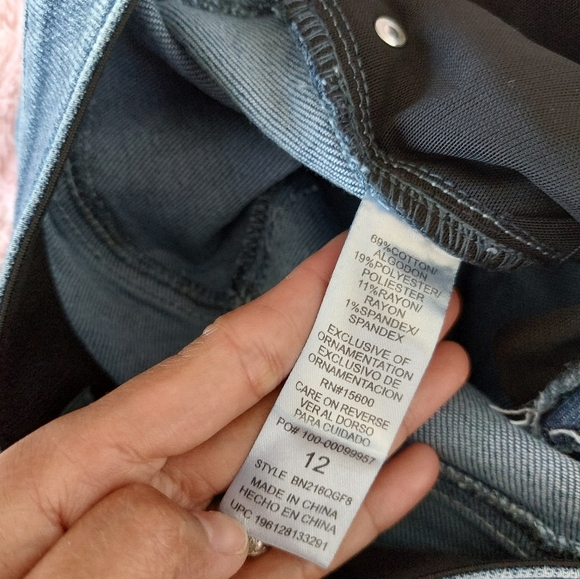 69%COTTON/
ALGODON
19%POLYESTER/
POLIESTER
11%RAYON/
RAYON
1%SPANDEX/
SPANDEX
EXCLUSIVE OF
ORNAMENTATION
EXCLUSIVO DE
ORNAMENTACION
RN#15600
CARE ON REVERSE
VER AL DORSO
PARA CUIDADO
PO# 100-00099957
12
STYLE BN216QGF8
MADE IN CHINA
HECHO EN CHINA
UPC 196128133291